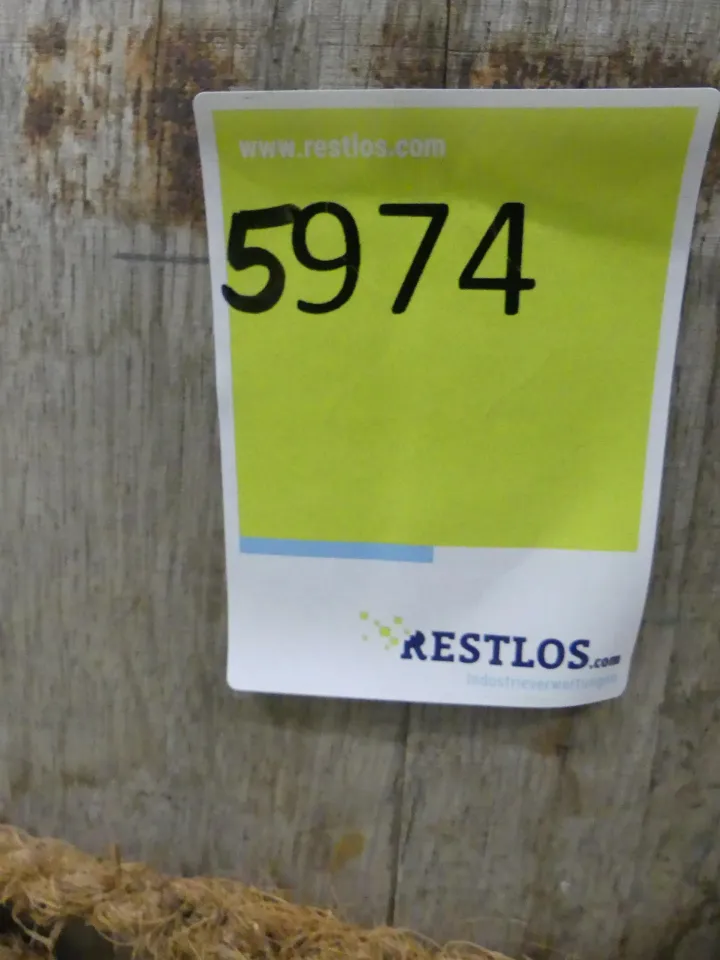 www.restlos.com
5974
RESTLOS.com
Industrieverwertungen